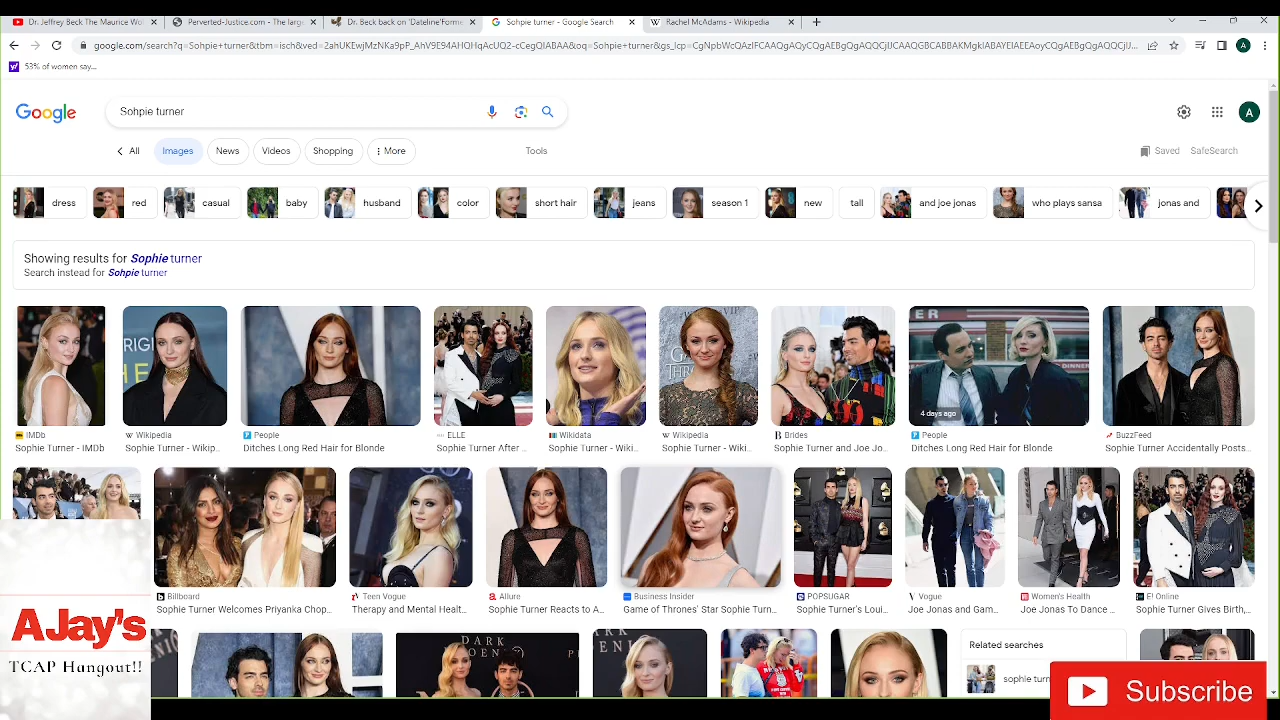 Dr. Jeffrey Beck The Maurice Wol
Perverted-Justice.com - The large
Dr. Beck back on 'Dateline'Forme
Sohpie turner - Google Search
Rachel McAdams - Wikipedia
53% of women say...
Google
Sohpie turner
A
All
Images
News
Videos
Shopping
More
Tools
Saved
SafeSearch
dress
red
casual
baby
husband
color
short hair
jeans
season 1
new
tall
and joe jonas
who plays sansa
jonas and
Showing results for Sophie turner
Search instead for Sohpie turner
4 days ago
IMDb
Sophie Turner - IMDb
Wikipedia
Sophie Turner - Wikip
People
Ditches Long Red Hair for Blonde
ELLE
Sophie Turner After ...
Wikidata
Sophie Turner - Wiki...
Wikipedia
Sophie Turner - Wiki...
Brides
Sophie Turner and Joe Jo...
People
Ditches Long Red Hair for Blonde
BuzzFeed
Sophie Turner Accidentally Posts...
Billboard
Sophie Turner Welcomes Priyanka Chop...
Teen Vogue
Therapy and Mental Healt...
Allure
Sophie Turner Reacts to A...
Business Insider
Game of Thrones' Star Sophie Turn...
POPSUGAR
Sophie Turner's Loui...
Vogue
Joe Jonas and Gam...
Women's Health
Joe Jonas To Dance ...
E! Online
Sophie Turner Gives Birth,...
Related searches
sophie turn
AJay's
TCAP Hangout!!
DARK
Subscribe